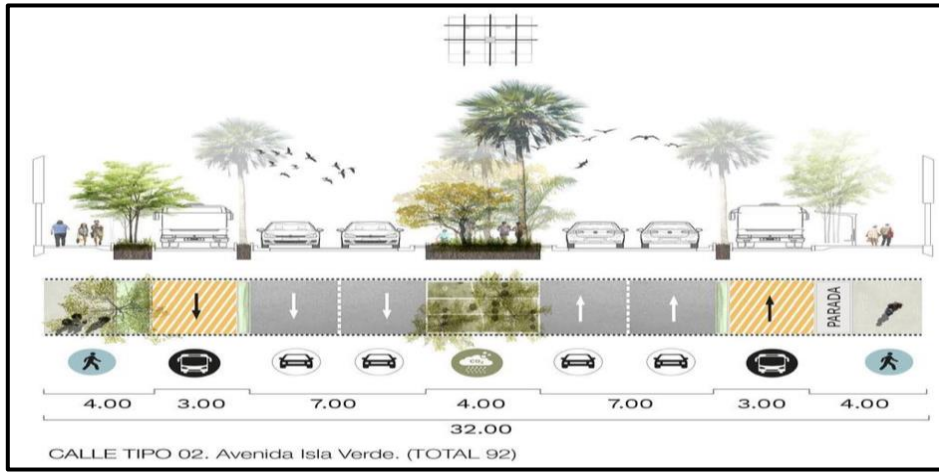 PARADA
CO₂
4.00 3.00 7.00 4.00 7.00 3.00 4.00
32.00
CALLE TIPO 02. Avenida Isla Verde. (TOTAL 92)